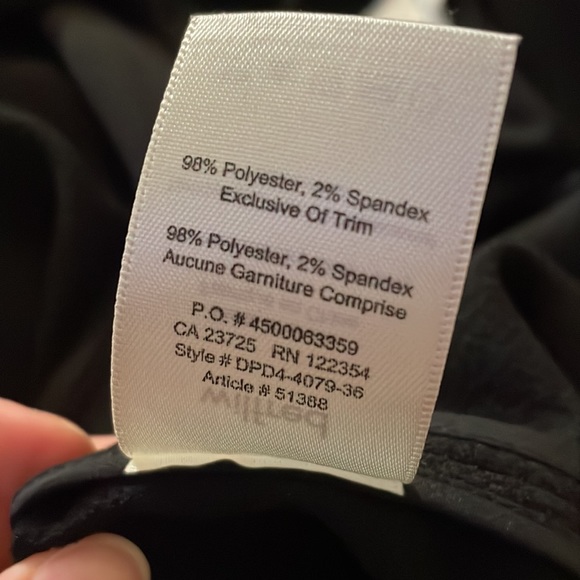 98% Polyester, 2% Spandex
Exclusive Of Trim
98% Polyester, 2% Spandex
Aucune Garniture Comprise
P.O. # 4500063359
CA 23725 RN 122354
Style # DPD4-4079-36
Article # 51388
wilfred